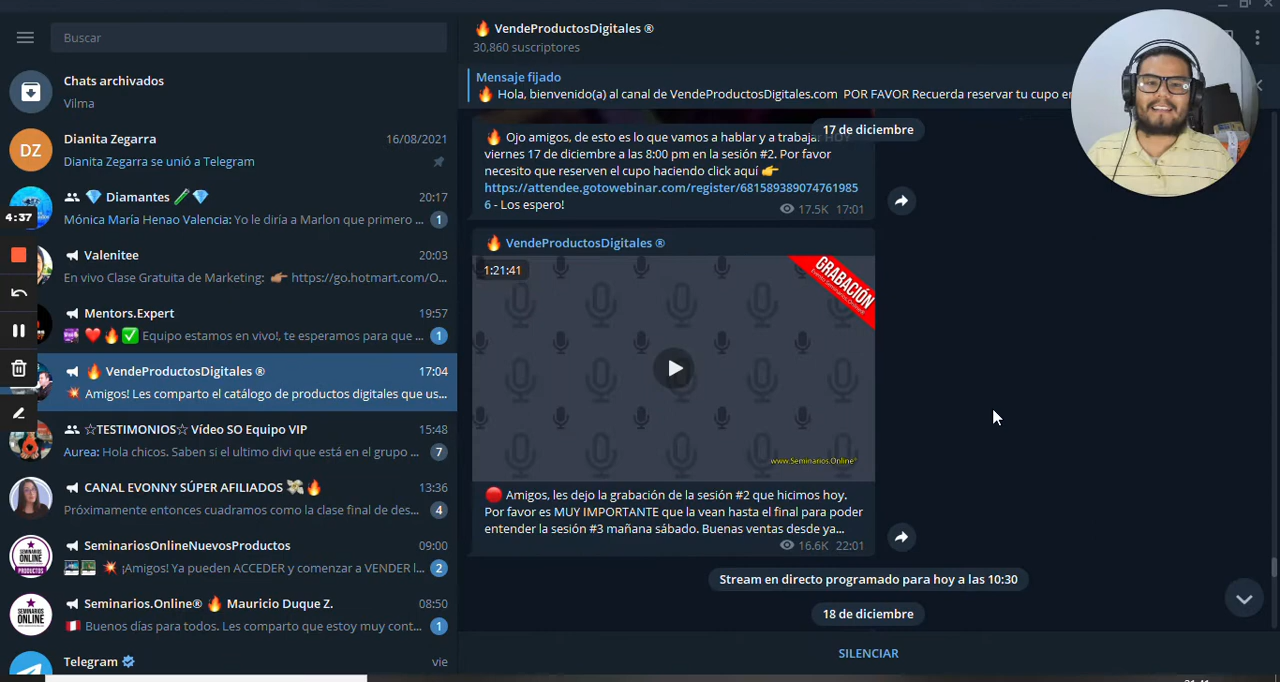 Buscar
Chats archivados
Vilma
DZ
Dianita Zegarra
16/08/2021
Dianita Zegarra se unió a Telegram
💎 Diamantes 🧪 💎
20:17
Mónica María Henao Valencia: Yo le diría a Marlon que primero ...
1
4:37
Valenitee
20:03
En vivo Clase Gratuita de Marketing: 👉🏽 https://go.hotmart.com/O...
Mentors.Expert
19:57
❤️🔥✅ Equipo estamos en vivo!, te esperamos para que ...
1
🔥 VendeProductosDigitales ®
17:04
💥 Amigos! Les comparto el catálogo de productos digitales que us...
☆TESTIMONIOS☆ Vídeo SO Equipo VIP
15:48
Aurea: Hola chicos. Saben si el ultimo divi que está en el grupo ...
7
CANAL EVONNY SÚPER AFILIADOS 💸🔥
13:36
Próximamente entonces cuadramos como la clase final de des...
4
SEMINARIOS
ONLINE
PRODUCTOS
SeminariosOnlineNuevosProductos
09:00
💥 ¡Amigos! Ya pueden ACCEDER y comenzar a VENDER l...
2
SEMINARIOS
ONLINE
Seminarios.Online® 🔥 Mauricio Duque Z.
08:50
🇵🇪 Buenos días para todos. Les comparto que estoy muy cont...
1
Telegram
vie
🔥 VendeProductosDigitales ®
30,860 suscriptores
Mensaje fijado
🔥 Hola, bienvenido(a) al canal de VendeProductosDigitales.com POR FAVOR Recuerda reservar tu cupo en
17 de diciembre
🔥 Ojo amigos, de esto es lo que vamos a hablar y a trabajar HOY
viernes 17 de diciembre a las 8:00 pm en la sesión #2. Por favor
necesito que reserven el cupo haciendo click aquí 👉
https://attendee.gotowebinar.com/register/681589389074761985
6 - Los espero!
17.5K 17:01
🔥 VendeProductosDigitales ®
1:21:41
GRABACIÓN
www.Seminarios.Online®
🔴 Amigos, les dejo la grabación de la sesión #2 que hicimos hoy.
Por favor es MUY IMPORTANTE que la vean hasta el final para poder
entender la sesión #3 mañana sábado. Buenas ventas desde ya...
16.6K 22:01
Stream en directo programado para hoy a las 10:30
18 de diciembre
SILENCIAR